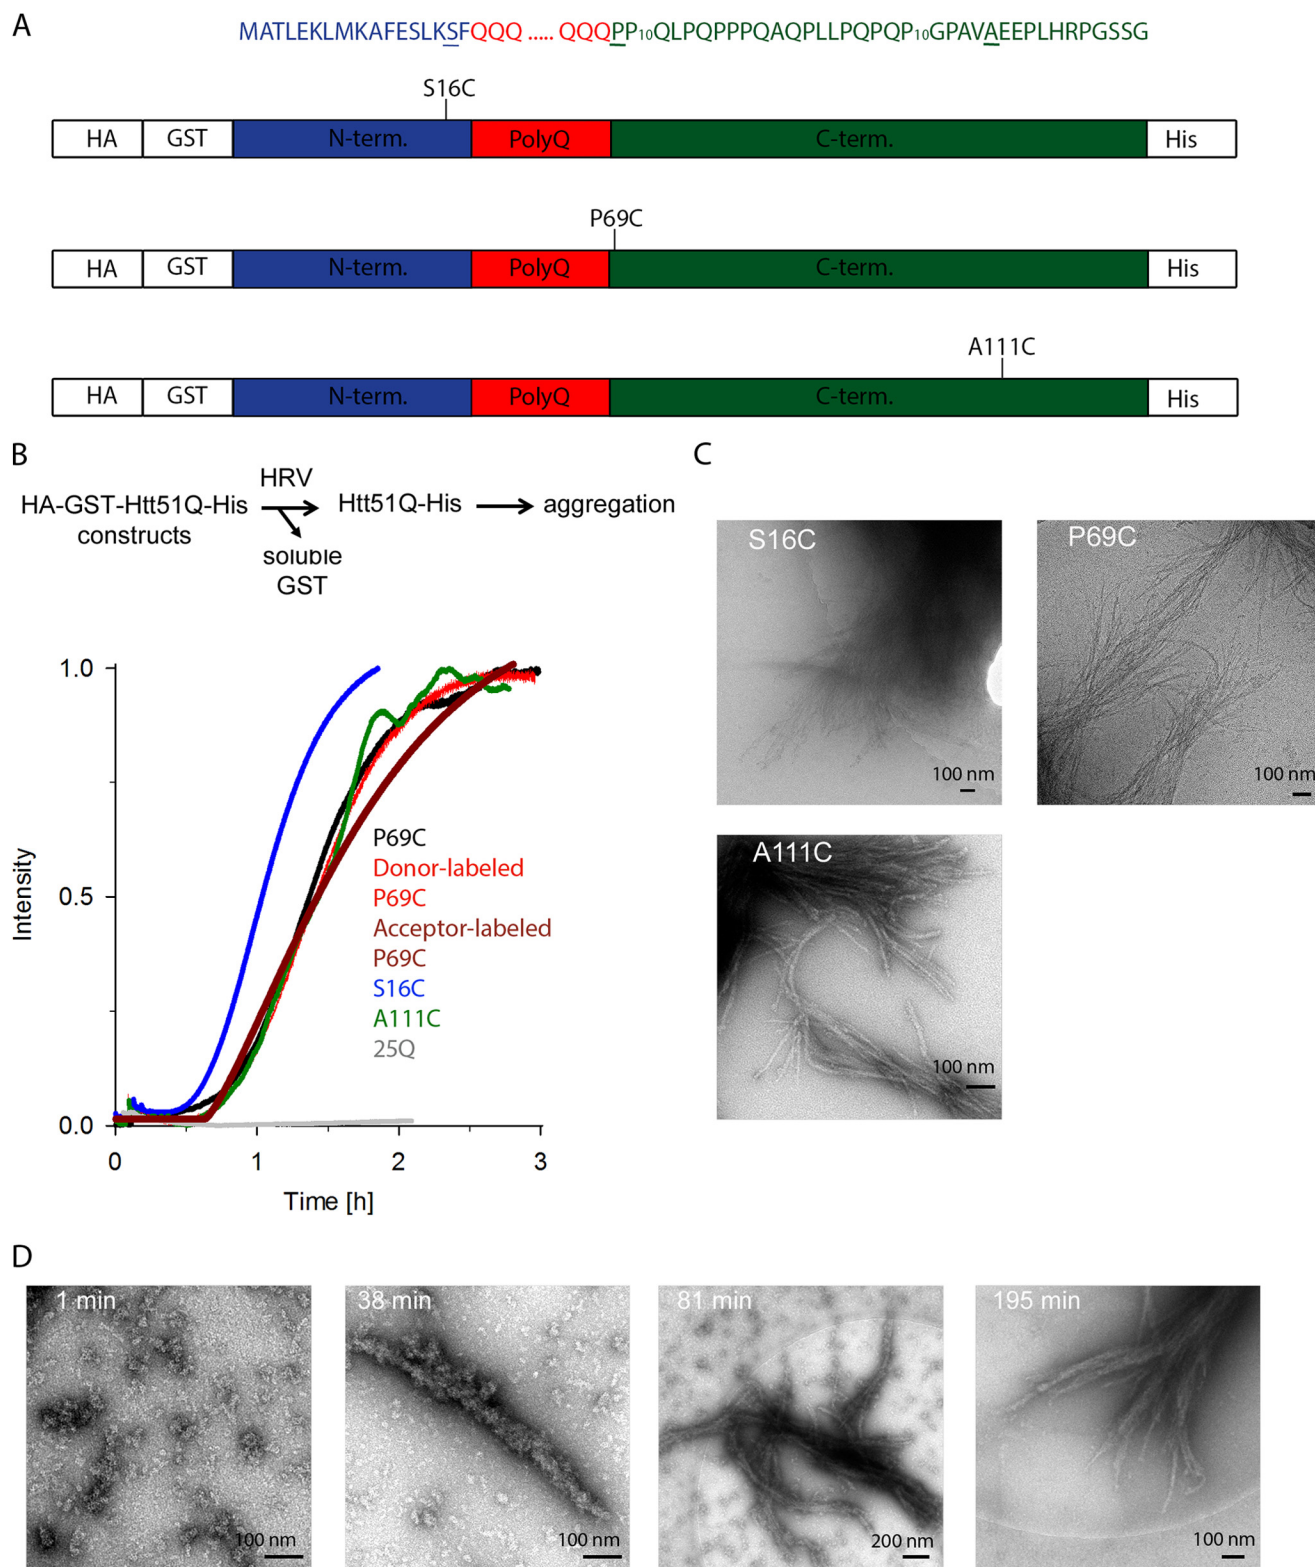 A
MATLEKLMKAFESLKSFQQQ ..... QQQPP₁₀QLPQPPPQAQPLLPQPQP₁₀GPAVAEEPLHRPGSSG
S16C
HA GST N-term. PolyQ C-term. His
P69C
HA GST N-term. PolyQ C-term. His
A111C
HA GST N-term. PolyQ C-term. His
B
HRV
HA-GST-Htt51Q-His Htt51Q-His aggregation
constructs
soluble
GST
1.0
0.5
0.0
Intensity
0 1 2 3
Time [h]
P69C
Donor-labeled
P69C
Acceptor-labeled
P69C
S16C
A111C
25Q
C
S16C
100 nm
P69C
100 nm
A111C
100 nm
D
1 min
100 nm
38 min
100 nm
81 min
200 nm
195 min
100 nm